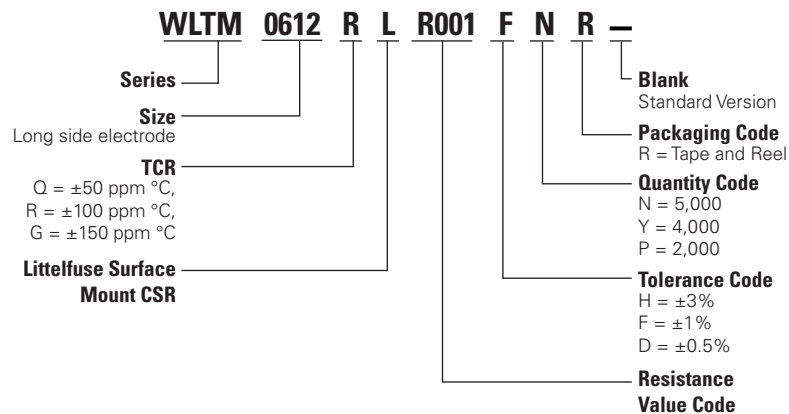 WLTM 0612 R L R001 F N R –
Series
Size
Long side electrode
TCR
Q = ±50 ppm °C,
R = ±100 ppm °C,
G = ±150 ppm °C
Littelfuse Surface
Mount CSR
Blank
Standard Version
Packaging Code
R = Tape and Reel
Quantity Code
N = 5,000
Y = 4,000
P = 2,000
Tolerance Code
H = ±3%
F = ±1%
D = ±0.5%
Resistance
Value Code